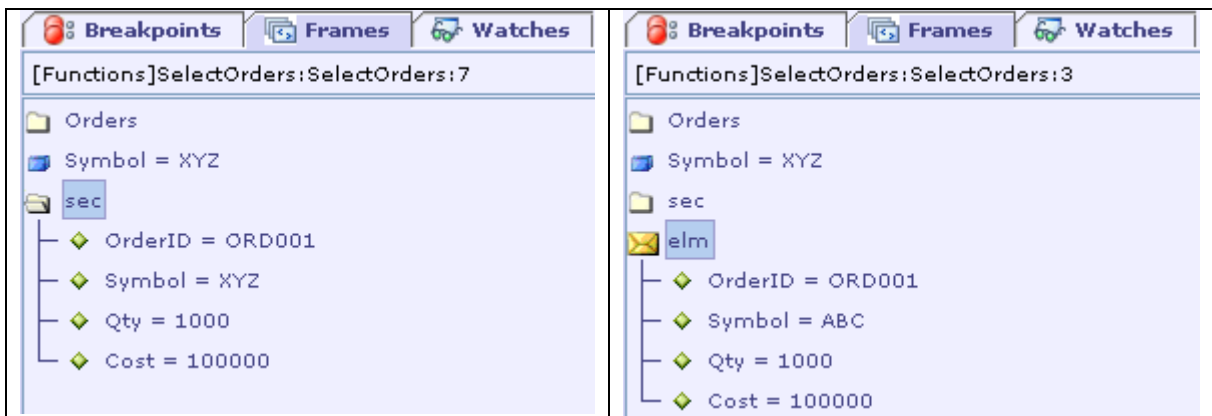 Breakpoints Frames Watches
[Functions]SelectOrders:SelectOrders:7
Orders
Symbol = XYZ
sec
OrderID = ORD001
Symbol = XYZ
Qty = 1000
Cost = 100000
Breakpoints Frames Watches
[Functions]SelectOrders:SelectOrders:3
Orders
Symbol = XYZ
sec
elm
OrderID = ORD001
Symbol = ABC
Qty = 1000
Cost = 100000